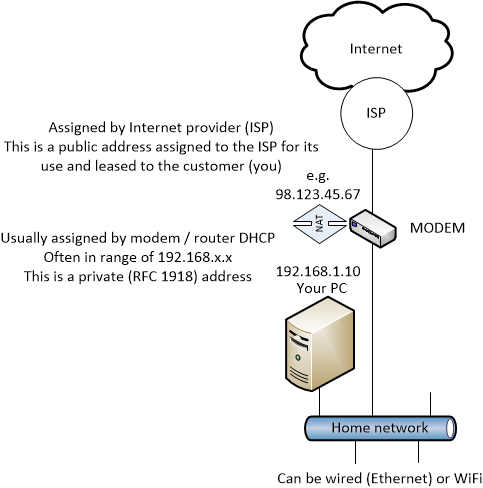 Internet
ISP
Assigned by Internet provider (ISP)
This is a public address assigned to the ISP for its
use and leased to the customer (you)
e.g.
98.123.45.67
NAT
MODEM
Usually assigned by modem / router DHCP
Often in range of 192.168.x.x
This is a private (RFC 1918) address
192.168.1.10
Your PC
Home network
Can be wired (Ethernet) or WiFi